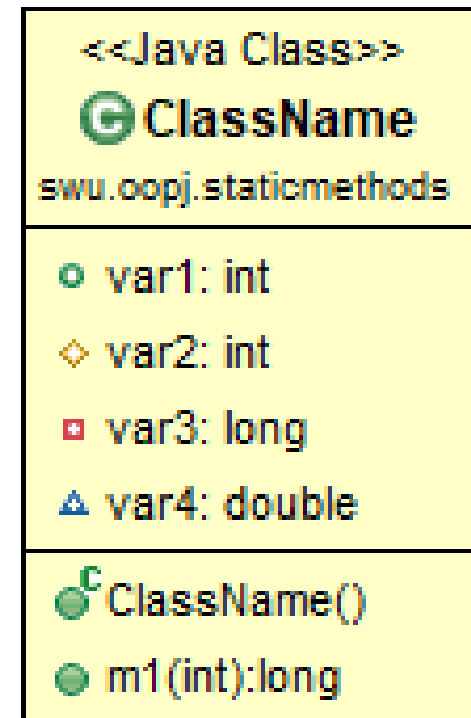 <<Java Class>>
ClassName
swu.oopj.staticmethods
var1: int
var2: int
var3: long
var4: double
ClassName()
m1(int):long